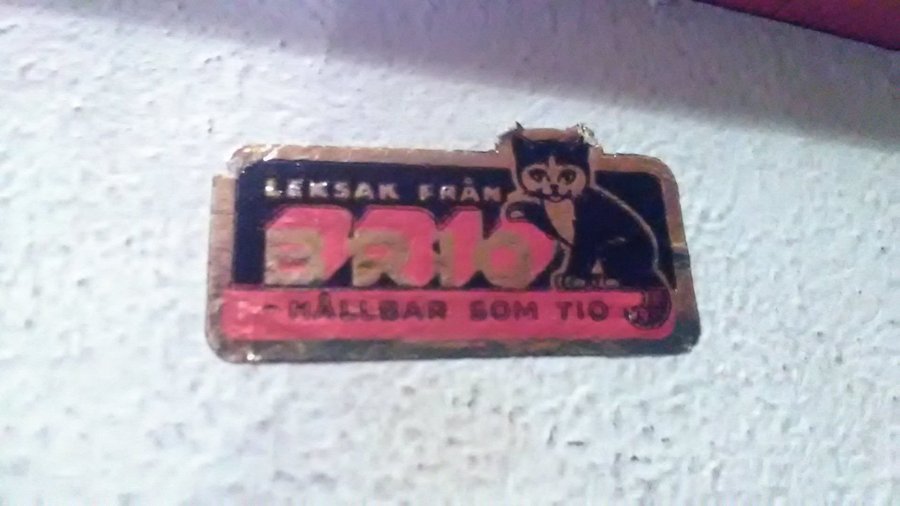 LEKSAK FRÅN
BRIO
- HÅLLBAR SOM TIO